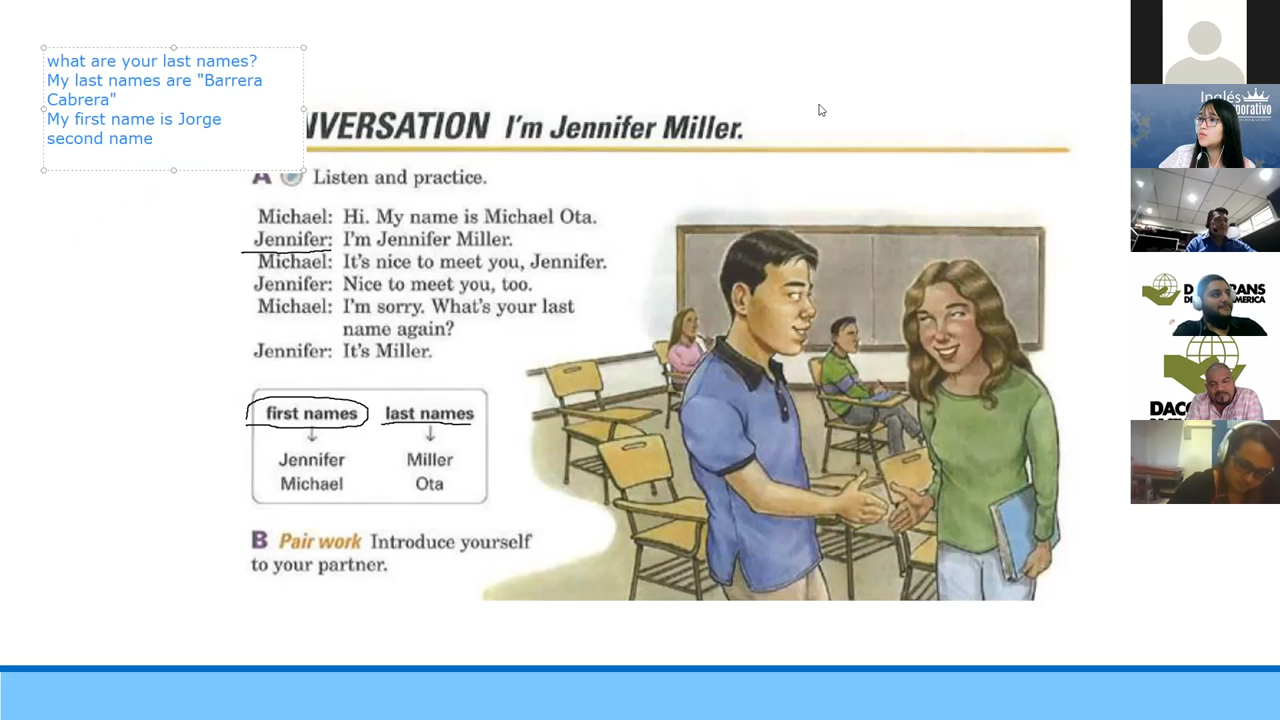 what are your last names?
My last names are "Barrera
Cabrera"
My first name is Jorge
second name
NVERSATION I'm Jennifer Miller.
A Listen and practice.
Michael: Hi. My name is Michael Ota.
Jennifer: I'm Jennifer Miller.
Michael: It's nice to meet you, Jennifer.
Jennifer: Nice to meet you, too.
Michael: I'm sorry. What's your last
name again?
Jennifer: It's Miller.
first names last names
Jennifer Miller
Michael Ota
B Pair work Introduce yourself
to your partner.
Inglés